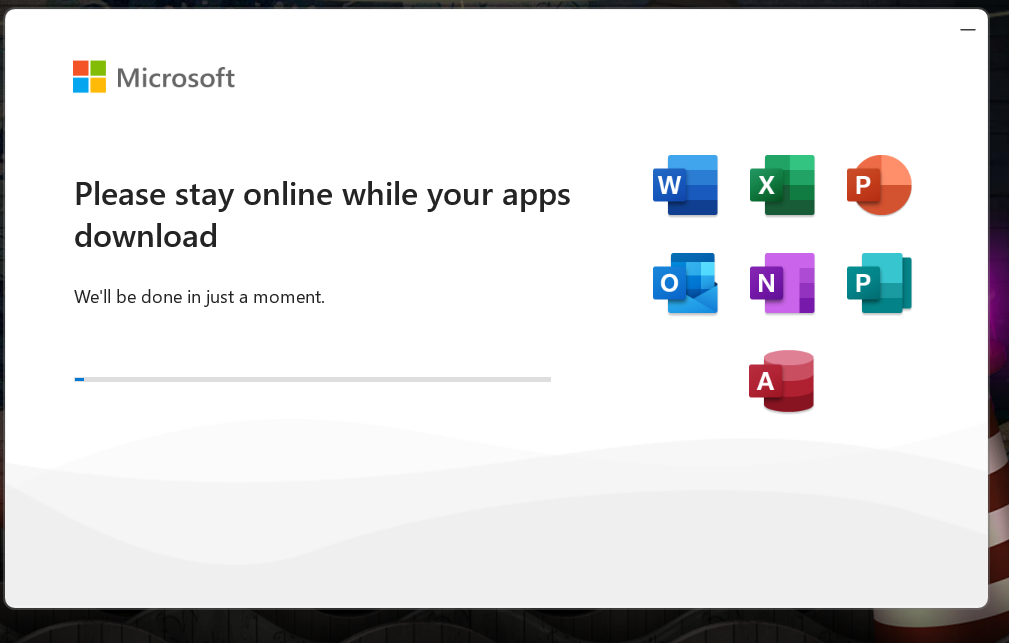 Microsoft
Please stay online while your apps
download
We'll be done in just a moment.
W
X
P
O
N
P
A